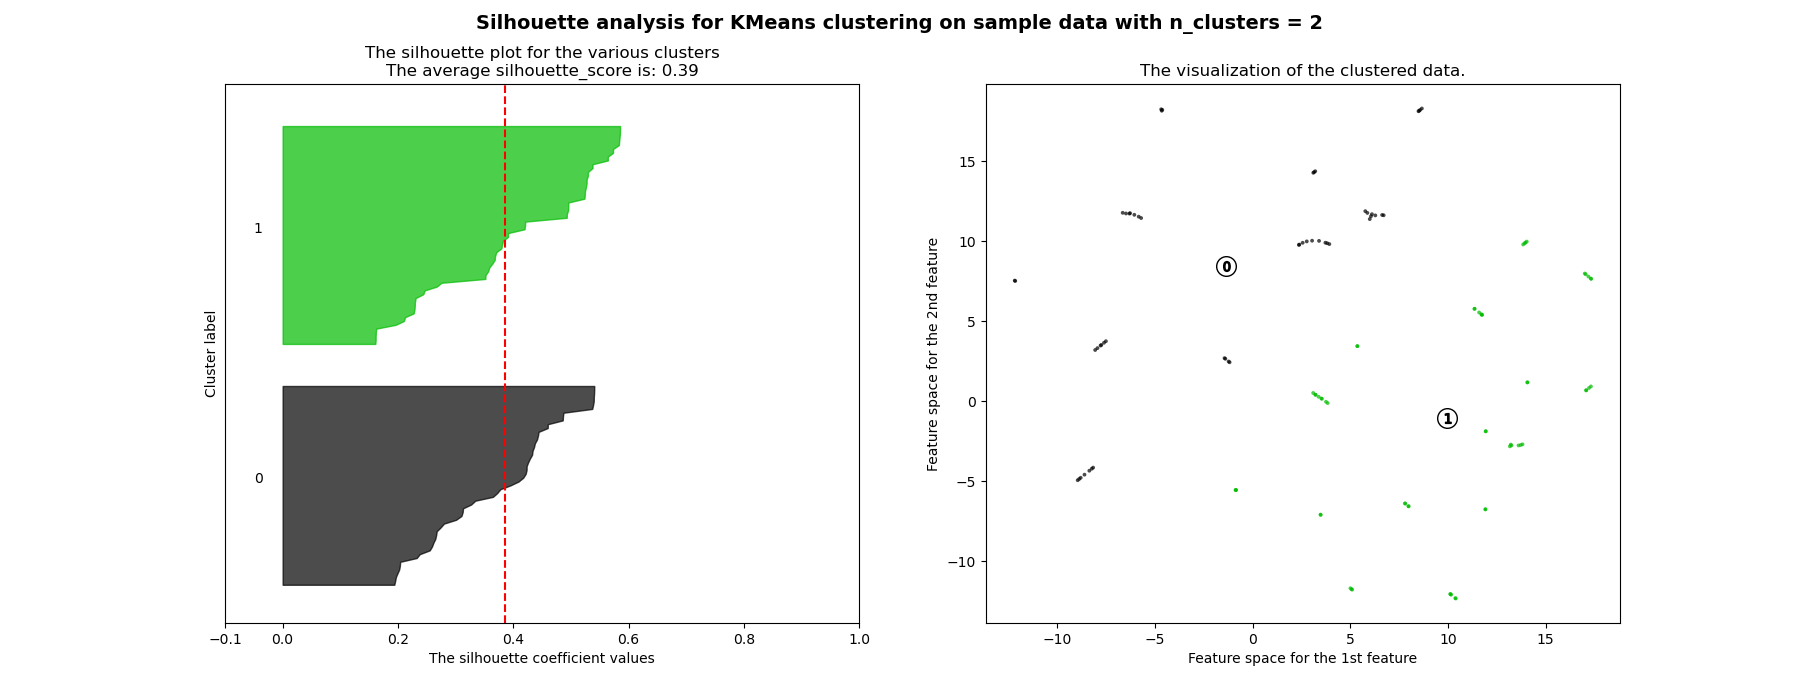 Silhouette analysis for KMeans clustering on sample data with n_clusters = 2
The silhouette plot for the various clusters
The average silhouette_score is: 0.39
1
0
Cluster label
−0.1 0.0 0.2 0.4 0.6 0.8 1.0
The silhouette coefficient values
The visualization of the clustered data.
15
10
5
0
−5
−10
Feature space for the 2nd feature
0
1
−10 −5 0 5 10 15
Feature space for the 1st feature